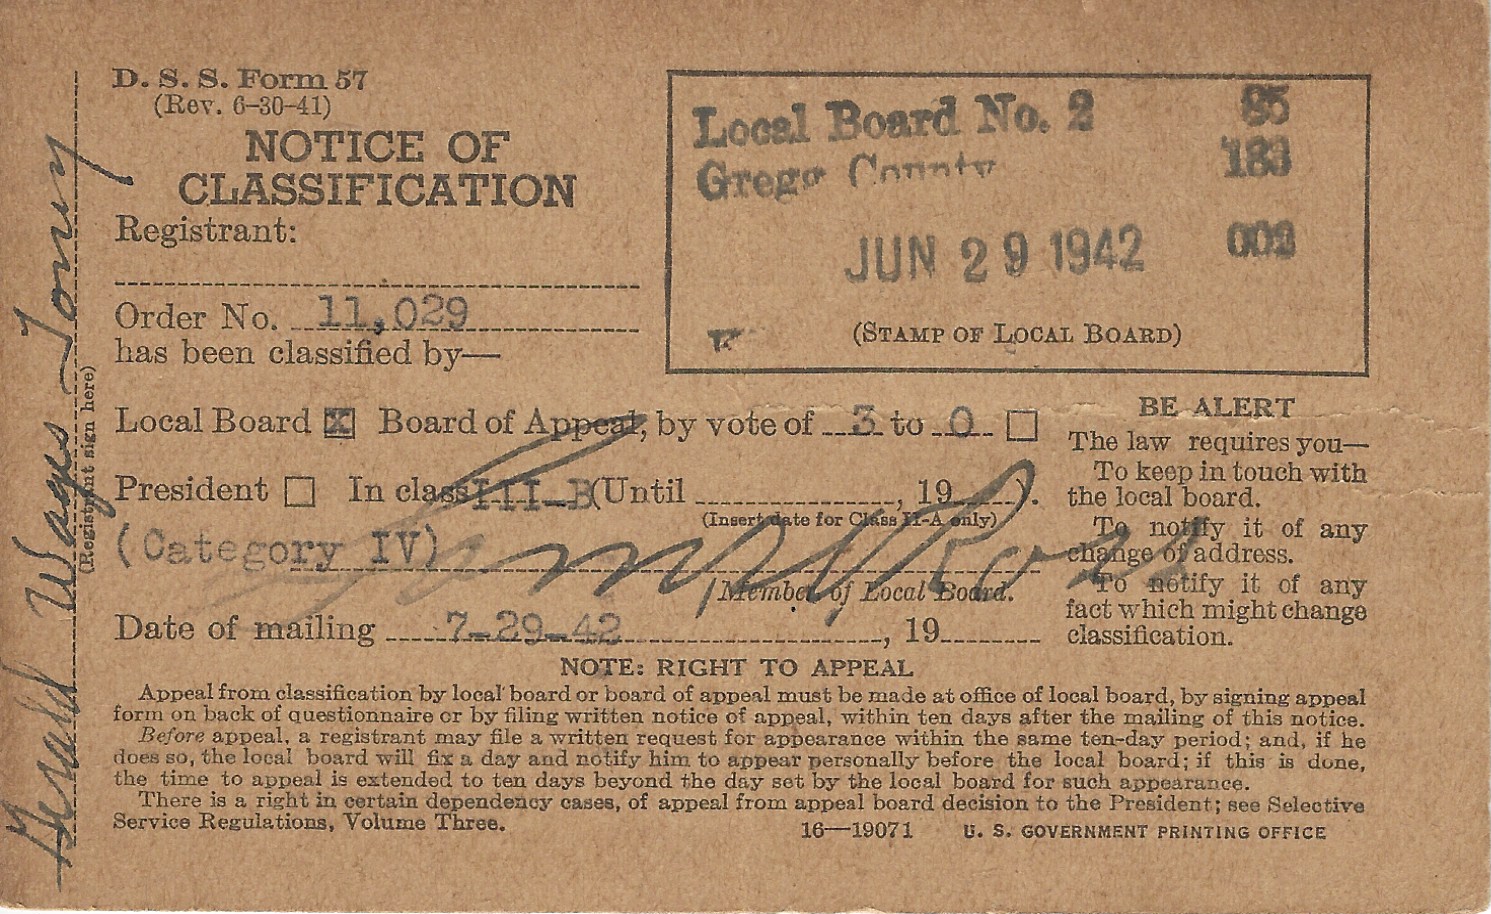 D. S. S. Form 57
(Rev. 6-30-41)
NOTICE OF
CLASSIFICATION
Registrant:
Order No. 11,029
has been classified by—
Local Board No. 2 95
Gregg County 183
JUN 29 1942 002
(STAMP OF LOCAL BOARD)
Local Board ☒ Board of Appeal, by vote of 3 to 0 ☐
President ☐ In class III-B (Until , 19 ).
(Insert date for Class II-A only)
(Category IV)
Member of Local Board.
Date of mailing 7-29-42 , 19
BE ALERT
The law requires you—
To keep in touch with
the local board.
To notify it of any
change of address.
To notify it of any
fact which might change
classification.
NOTE: RIGHT TO APPEAL
Appeal from classification by local board or board of appeal must be made at office of local board, by signing appeal
form on back of questionnaire or by filing written notice of appeal, within ten days after the mailing of this notice.
Before appeal, a registrant may file a written request for appearance within the same ten-day period; and, if he
does so, the local board will fix a day and notify him to appear personally before the local board; if this is done,
the time to appeal is extended to ten days beyond the day set by the local board for such appearance.
There is a right in certain dependency cases, of appeal from appeal board decision to the President; see Selective
Service Regulations, Volume Three.
16—19071 U. S. GOVERNMENT PRINTING OFFICE
Gerald Ways Torny
(Registrant sign here)